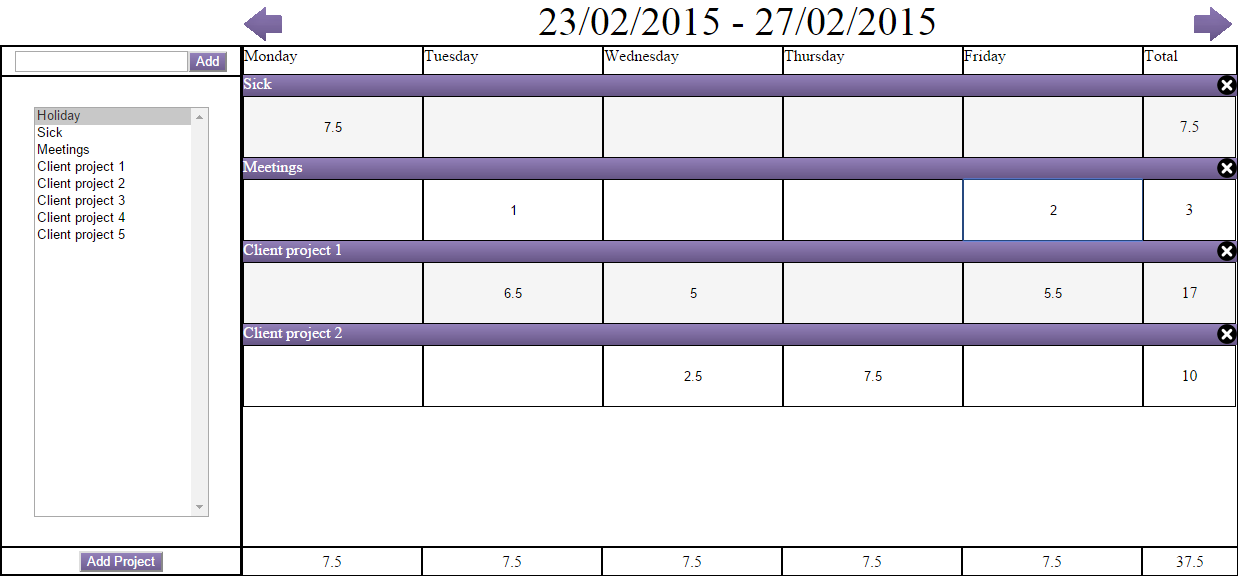 23/02/2015 - 27/02/2015
Add
Monday Tuesday Wednesday Thursday Friday Total
Holiday
Sick
Meetings
Client project 1
Client project 2
Client project 3
Client project 4
Client project 5
Sick
7.5 7.5
Meetings
1 2 3
Client project 1
6.5 5 5.5 17
Client project 2
2.5 7.5 10
Add Project
7.5 7.5 7.5 7.5 7.5 37.5